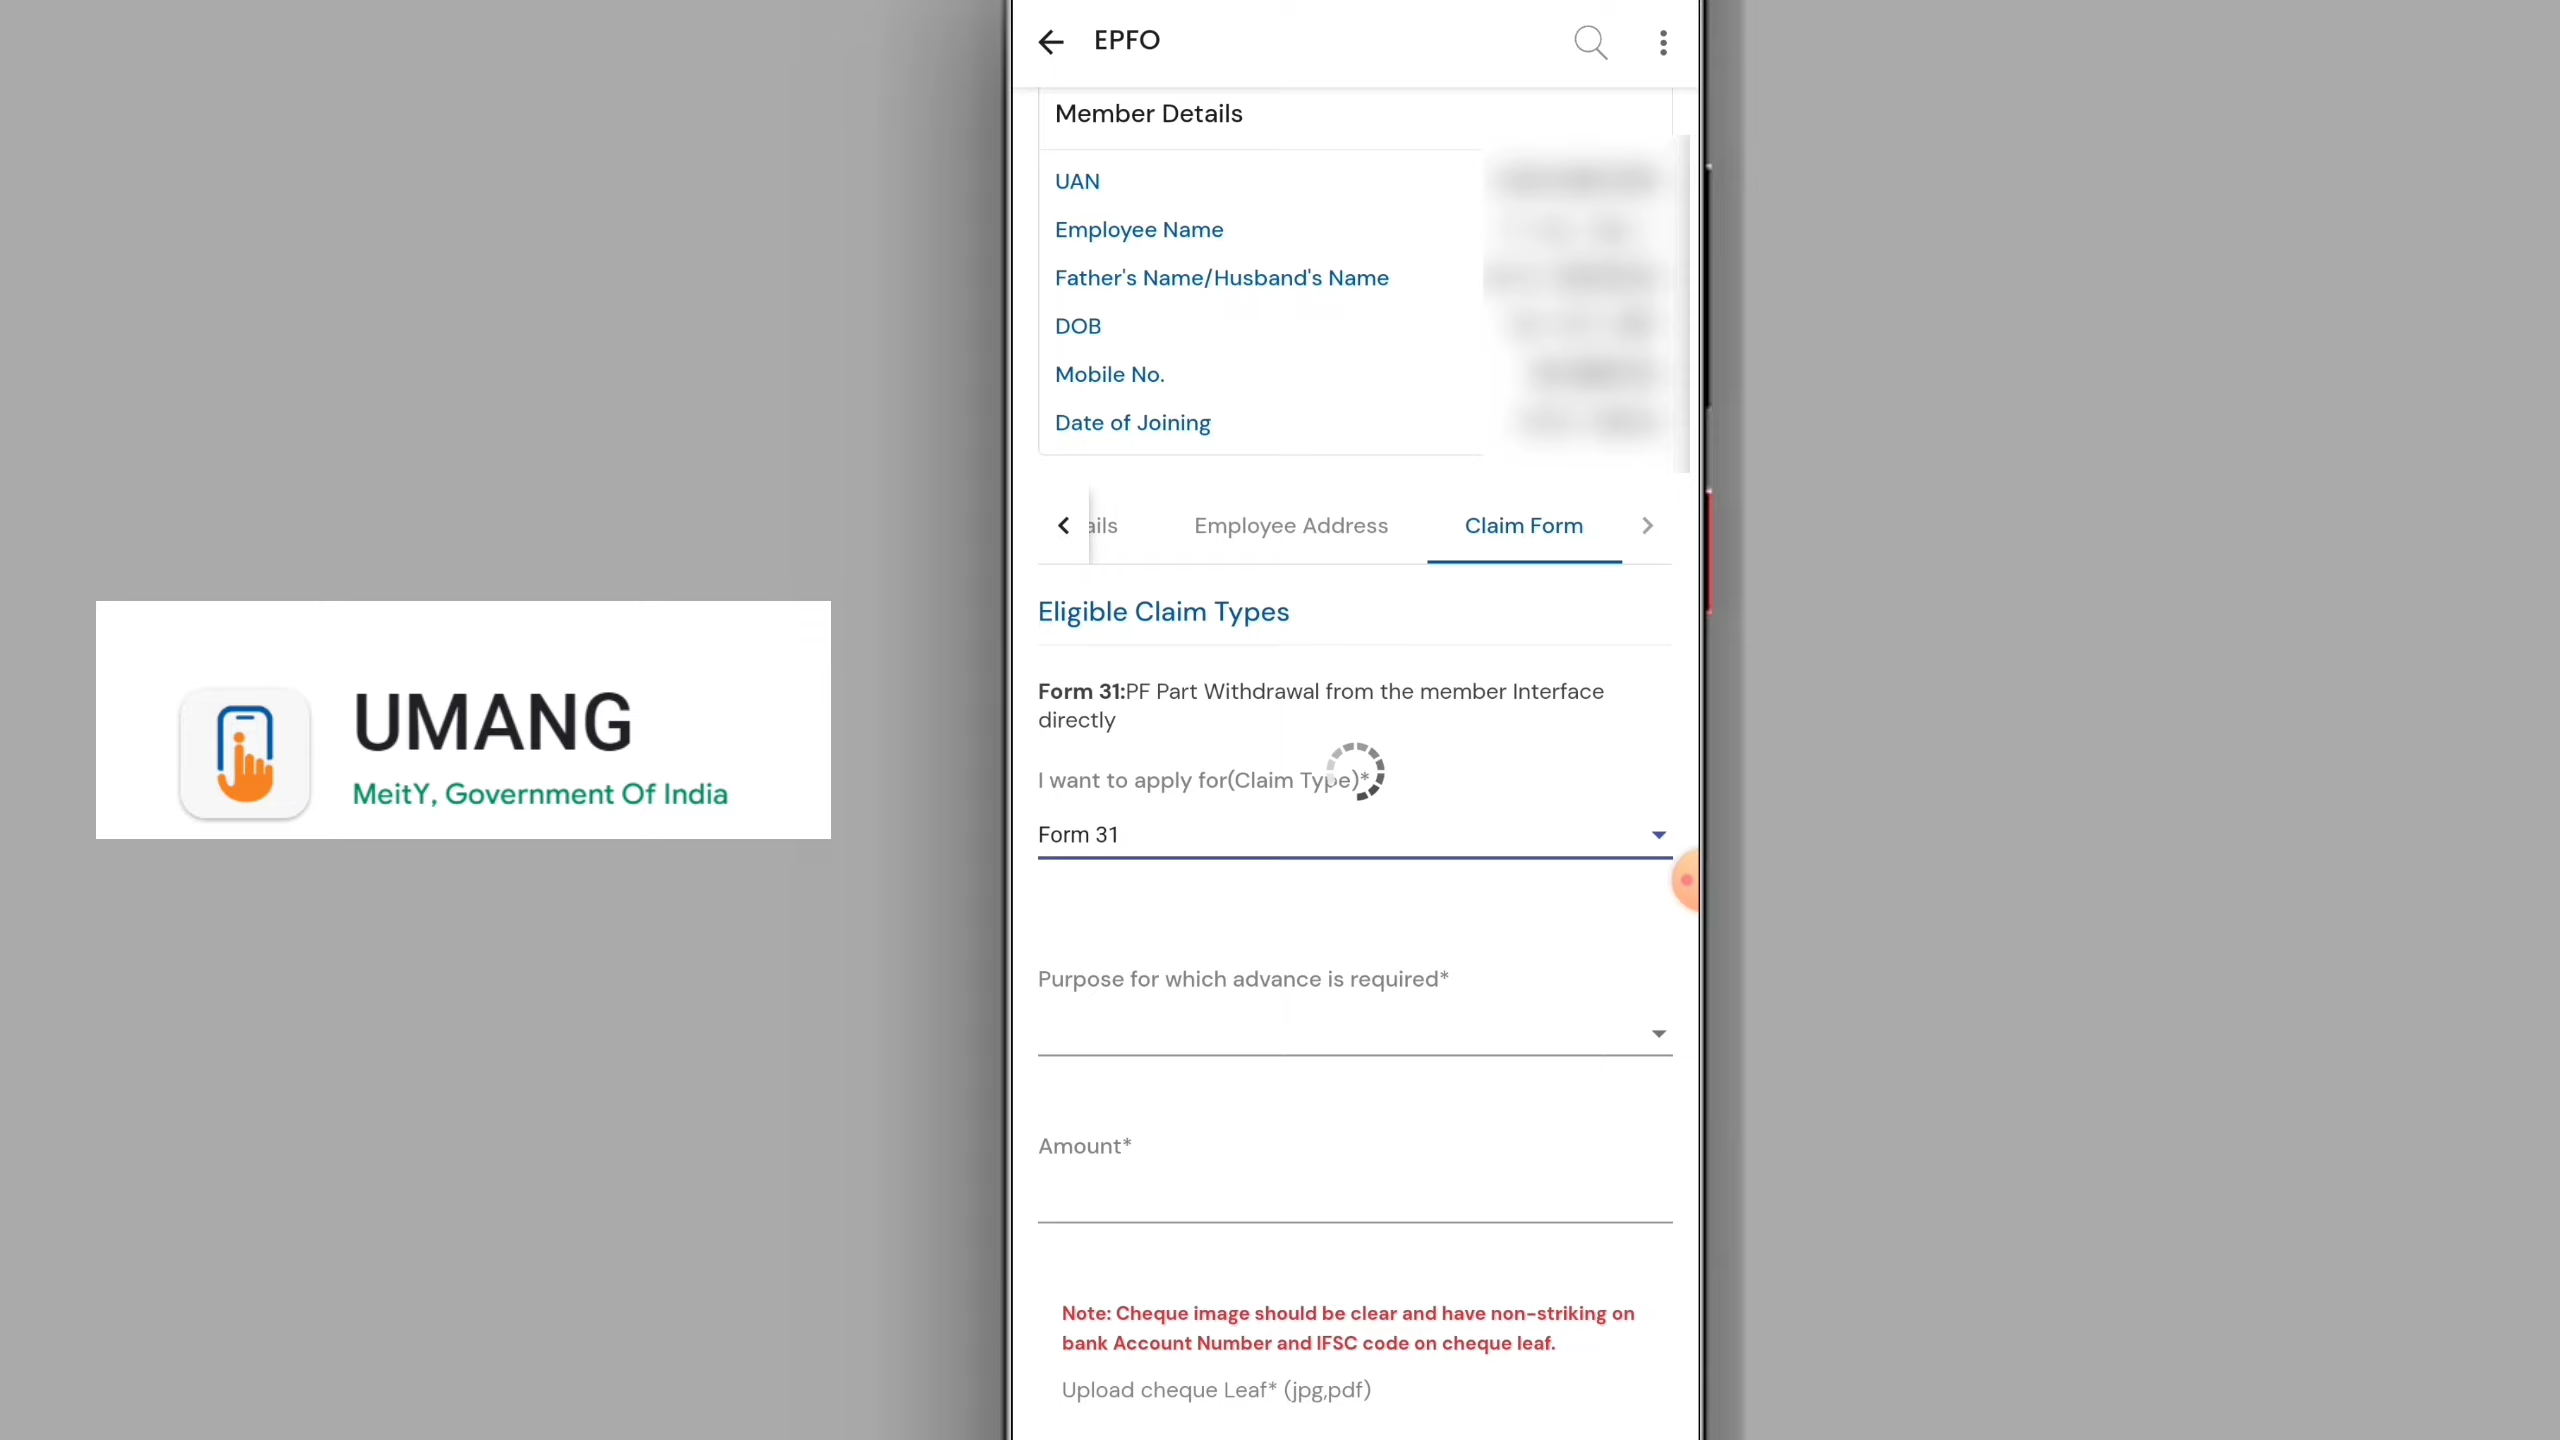 EPFO
Member Details
UAN
Employee Name
Father's Name/Husband's Name
DOB
Mobile No.
Date of Joining
ails Employee Address Claim Form
Eligible Claim Types
Form 31:PF Part Withdrawal from the member Interface
directly
I want to apply for(Claim Type)*
Form 31
Purpose for which advance is required*
Amount*
Note: Cheque image should be clear and have non-striking on
bank Account Number and IFSC code on cheque leaf.
Upload cheque Leaf* (jpg,pdf)
UMANG
MeitY, Government Of India